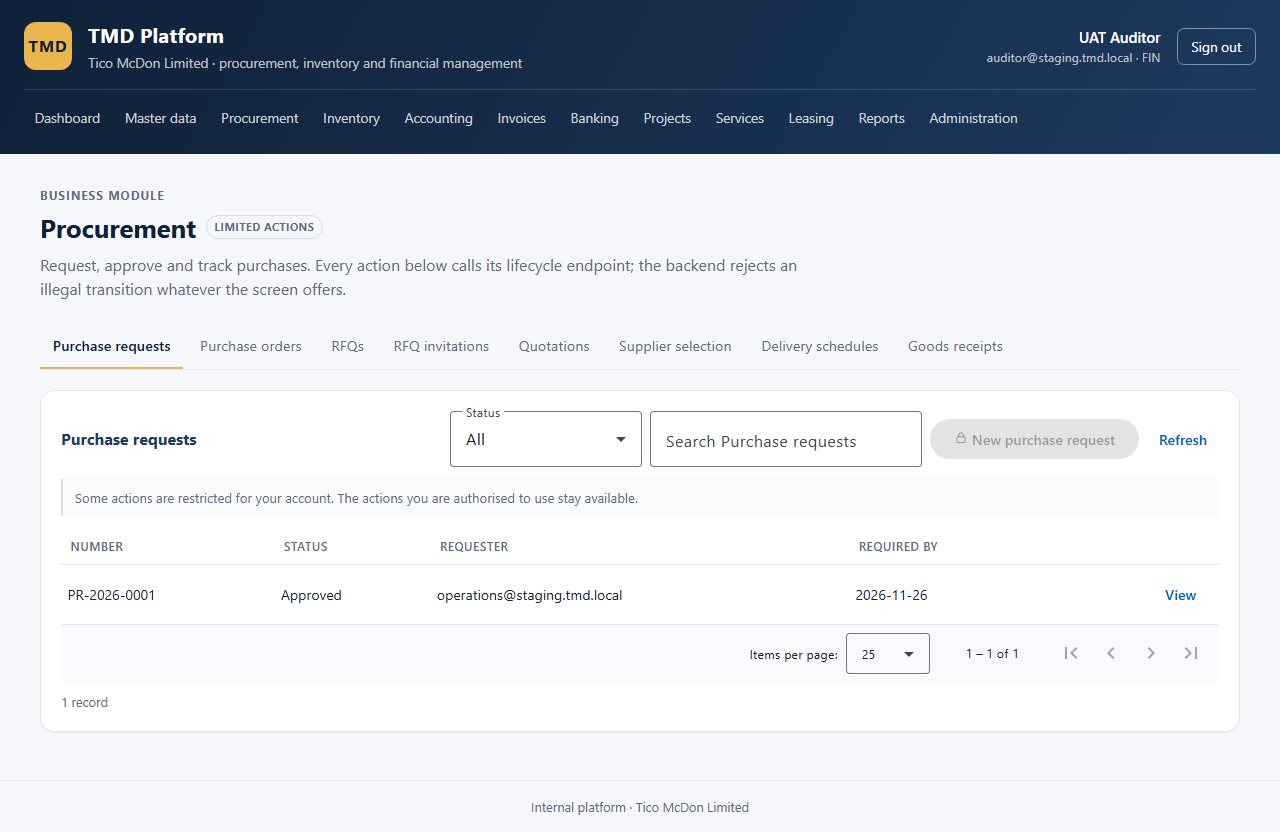 TMD
TMD Platform
Tico McDon Limited · procurement, inventory and financial management
UAT Auditor
auditor@staging.tmd.local · FIN
Sign out
Dashboard Master data Procurement Inventory Accounting Invoices Banking Projects Services Leasing Reports Administration
BUSINESS MODULE
Procurement LIMITED ACTIONS
Request, approve and track purchases. Every action below calls its lifecycle endpoint; the backend rejects an
illegal transition whatever the screen offers.
Purchase requests Purchase orders RFQs RFQ invitations Quotations Supplier selection Delivery schedules Goods receipts
Purchase requests
Status
All
Search Purchase requests
New purchase request
Refresh
Some actions are restricted for your account. The actions you are authorised to use stay available.
NUMBER STATUS REQUESTER REQUIRED BY
PR-2026-0001 Approved operations@staging.tmd.local 2026-11-26 View
Items per page: 25 1 – 1 of 1
1 record
Internal platform · Tico McDon Limited